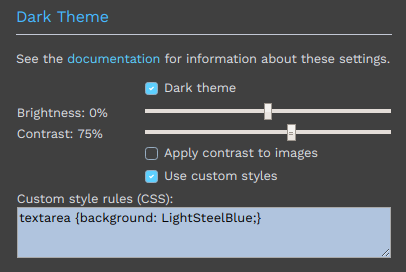 Dark Theme
See the documentation for information about these settings.
Dark theme
Brightness: 0%
Contrast: 75%
Apply contrast to images
Use custom styles
Custom style rules (CSS):
textarea {background: LightSteelBlue;}